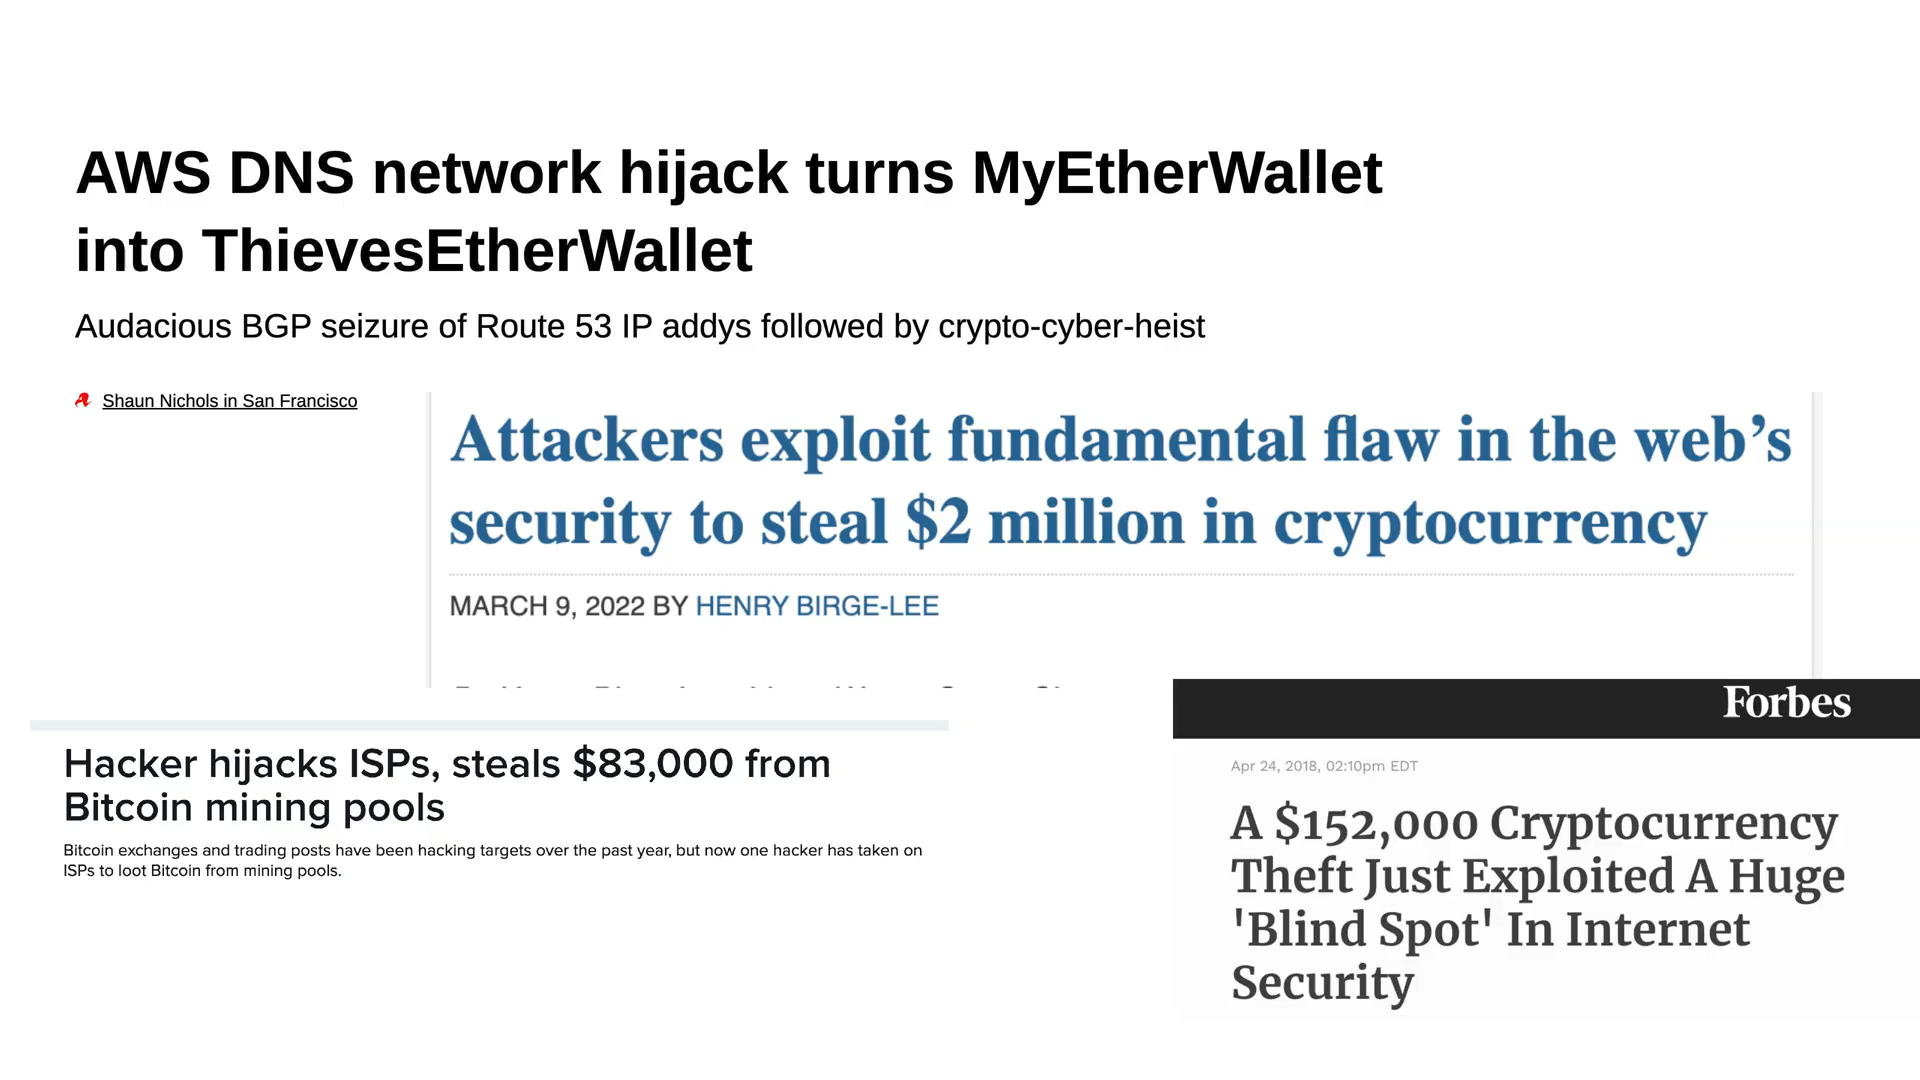 AWS DNS network hijack turns MyEtherWallet
into ThievesEtherWallet
Audacious BGP seizure of Route 53 IP addys followed by crypto-cyber-heist
Shaun Nichols in San Francisco
Attackers exploit fundamental flaw in the web’s
security to steal $2 million in cryptocurrency
MARCH 9, 2022 BY HENRY BIRGE-LEE
Hacker hijacks ISPs, steals $83,000 from
Bitcoin mining pools
Bitcoin exchanges and trading posts have been hacking targets over the past year, but now one hacker has taken on
ISPs to loot Bitcoin from mining pools.
Forbes
Apr 24, 2018, 02:10pm EDT
A $152,000 Cryptocurrency
Theft Just Exploited A Huge
'Blind Spot' In Internet
Security